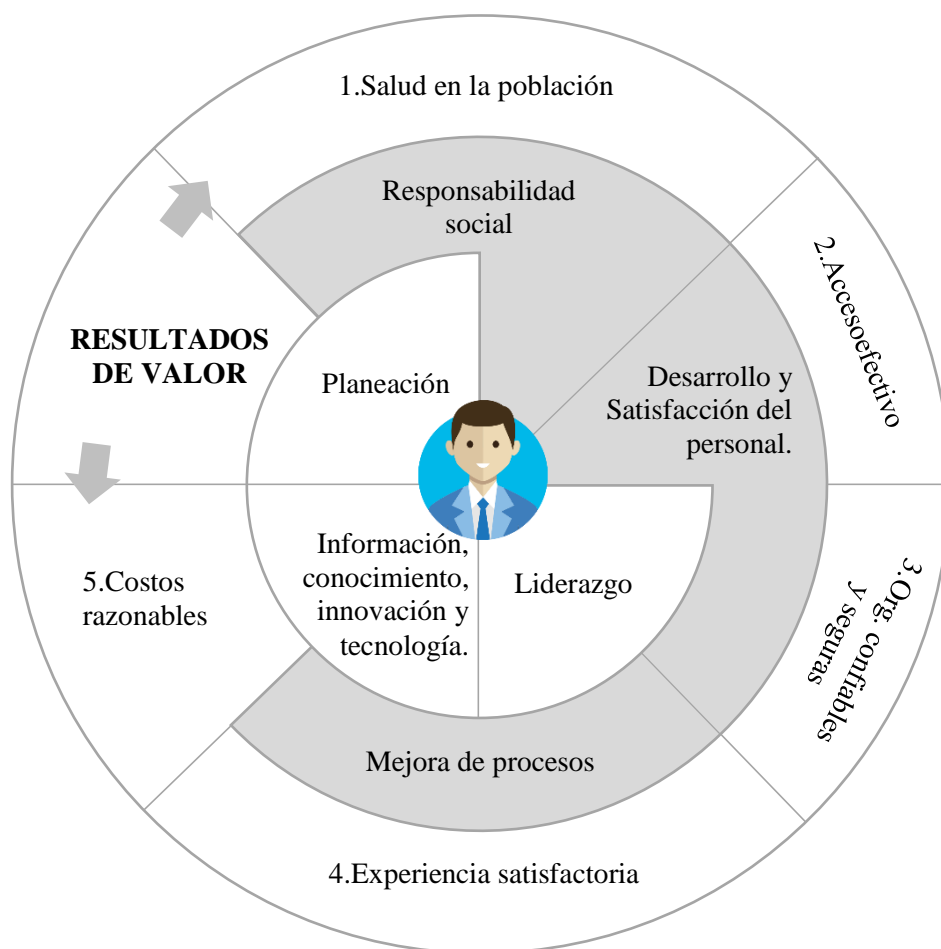 1.Salud en la población
Responsabilidad
social
2.Accesoefectivo
RESULTADOS
DE VALOR
Planeación
Desarrollo y
Satisfacción del
personal.
Información,
conocimiento,
innovación y
tecnología.
Liderazgo
3.Org. confiables
y seguras
5.Costos
razonables
Mejora de procesos
4.Experiencia satisfactoria